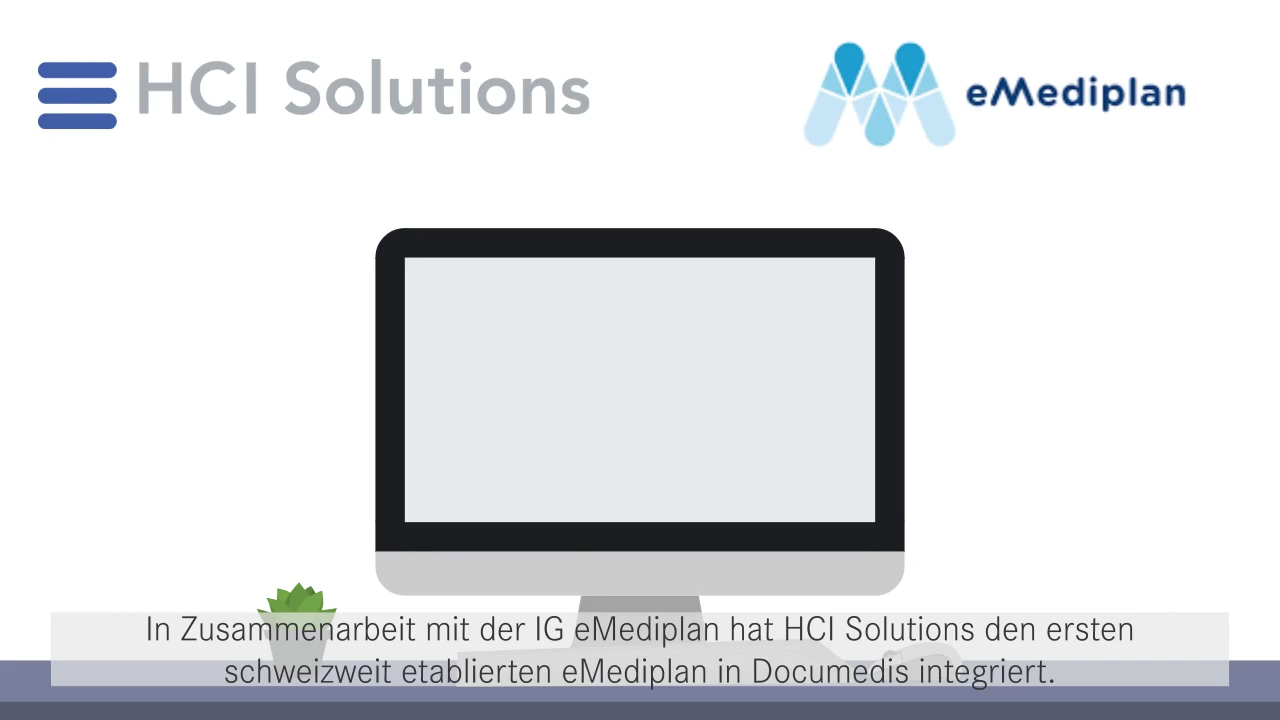 HCI Solutions
eMediplan
In Zusammenarbeit mit der IG eMediplan hat HCI Solutions den ersten
schweizweit etablierten eMediplan in Documedis integriert.